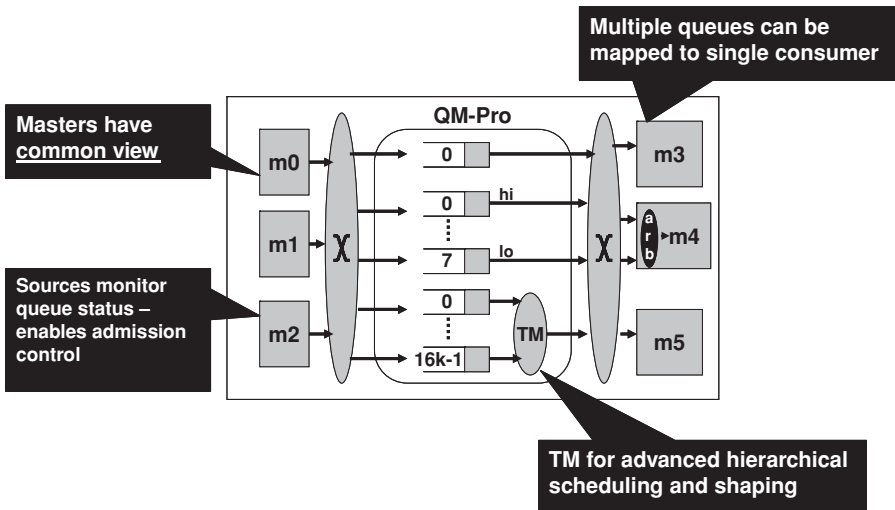 Multiple queues can be
mapped to single consumer
Masters have
common view
QM-Pro
m0
m1
m2
Sources monitor
queue status –
enables admission
control
0
0
hi
7
lo
0
16k-1
TM
m3
a
r
b
m4
m5
TM for advanced hierarchical
scheduling and shaping